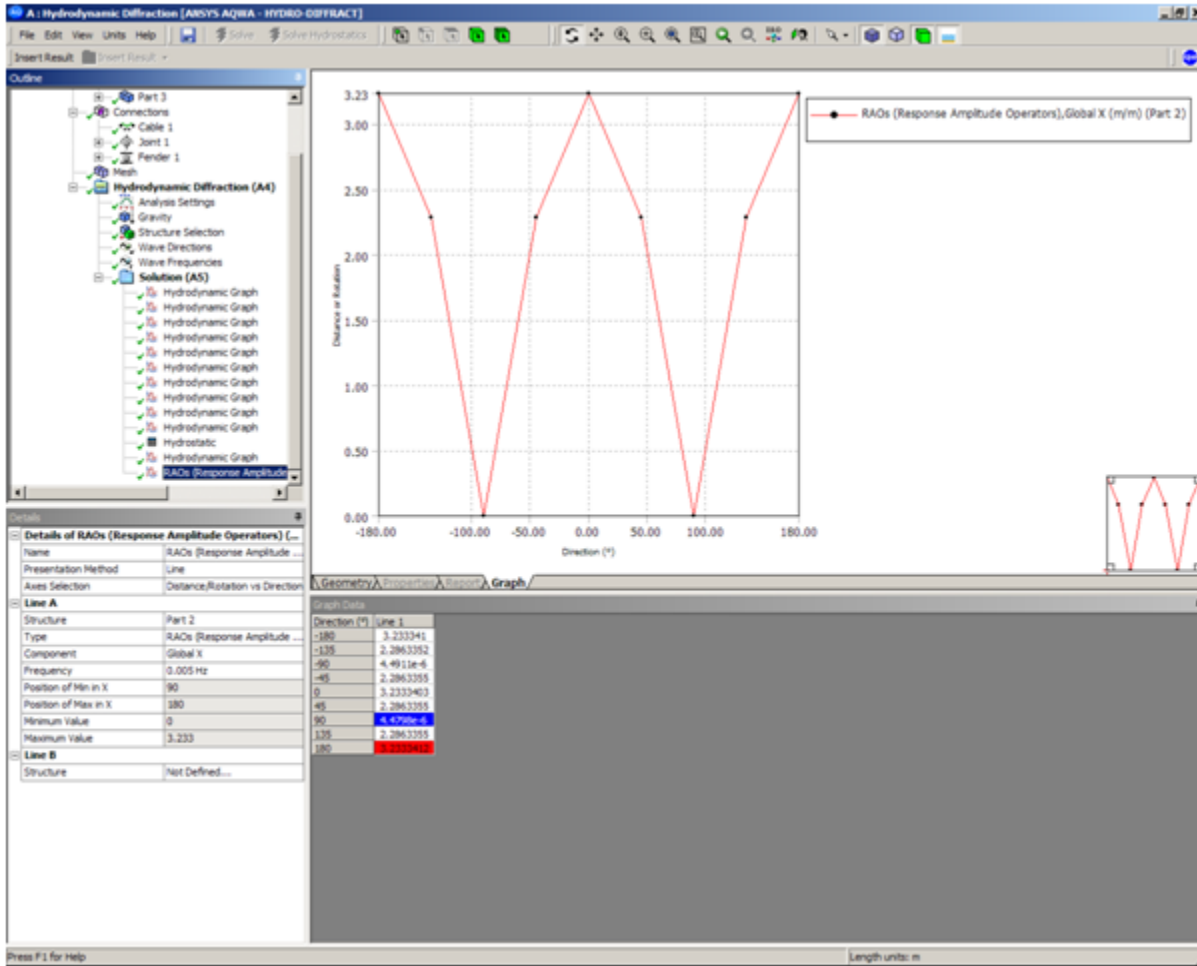 A : Hydrodynamic Diffraction [ANSYS AQWA - HYDRO-DIFFRACT]
File Edit View Units Help Solve Solve Hydrostatics
Insert Result Insert Result
Outline
Part 3
Connections
Cable 1
Joint 1
Fender 1
Mesh
Hydrodynamic Diffraction (A4)
Analysis Settings
Gravity
Structure Selection
Wave Directions
Wave Frequencies
Solution (A5)
Hydrodynamic Graph
Hydrodynamic Graph
Hydrodynamic Graph
Hydrodynamic Graph
Hydrodynamic Graph
Hydrodynamic Graph
Hydrodynamic Graph
Hydrodynamic Graph
Hydrodynamic Graph
Hydrodynamic Graph
Hydrostatic
Hydrodynamic Graph
RAOs (Response Amplitude
Details
Details of RAOs (Response Amplitude Operators) (...
Name RAOs (Response Amplitude ...
Presentation Method Line
Axes Selection Distance/Rotation vs Direction
Line A
Structure Part 2
Type RAOs (Response Amplitude ...
Component Global X
Frequency 0.005 Hz
Position of Min in X 90
Position of Max in X 180
Minimum Value 0
Maximum Value 3.233
Line B
Structure Not Defined...
3.23
3.00
2.50
2.00
1.50
1.00
0.50
0.00
Distance or Rotation
-180.00 -100.00 -50.00 0.00 50.00 100.00 180.00
Direction (°)
RAOs (Response Amplitude Operators),Global X (m/m) (Part 2)
Geometry Properties Report Graph
Graph Data
Direction (°) Line 1
-180 3.233341
-135 2.2863352
-90 4.4911e-6
-45 2.2863355
0 3.2333403
45 2.2863355
90 4.4798e-6
135 2.2863355
180 3.2333412
Press F1 for Help
Length units: m